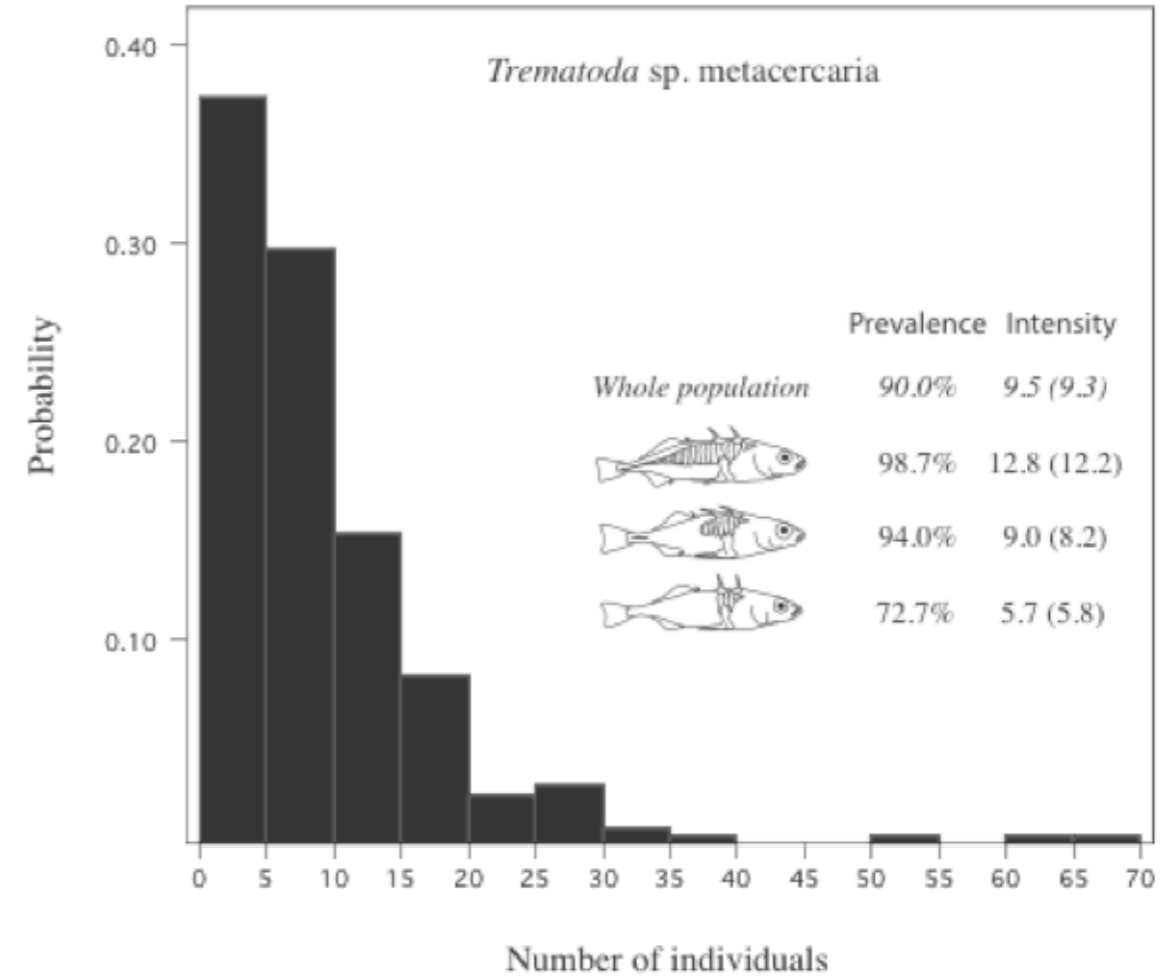 Trematoda sp. metacercaria
0.40
0.30
0.20
0.10
Probability
Prevalence Intensity
Whole population 90.0% 9.5 (9.3)
98.7% 12.8 (12.2)
94.0% 9.0 (8.2)
72.7% 5.7 (5.8)
0 5 10 15 20 25 30 35 40 45 50 55 60 65 70
Number of individuals